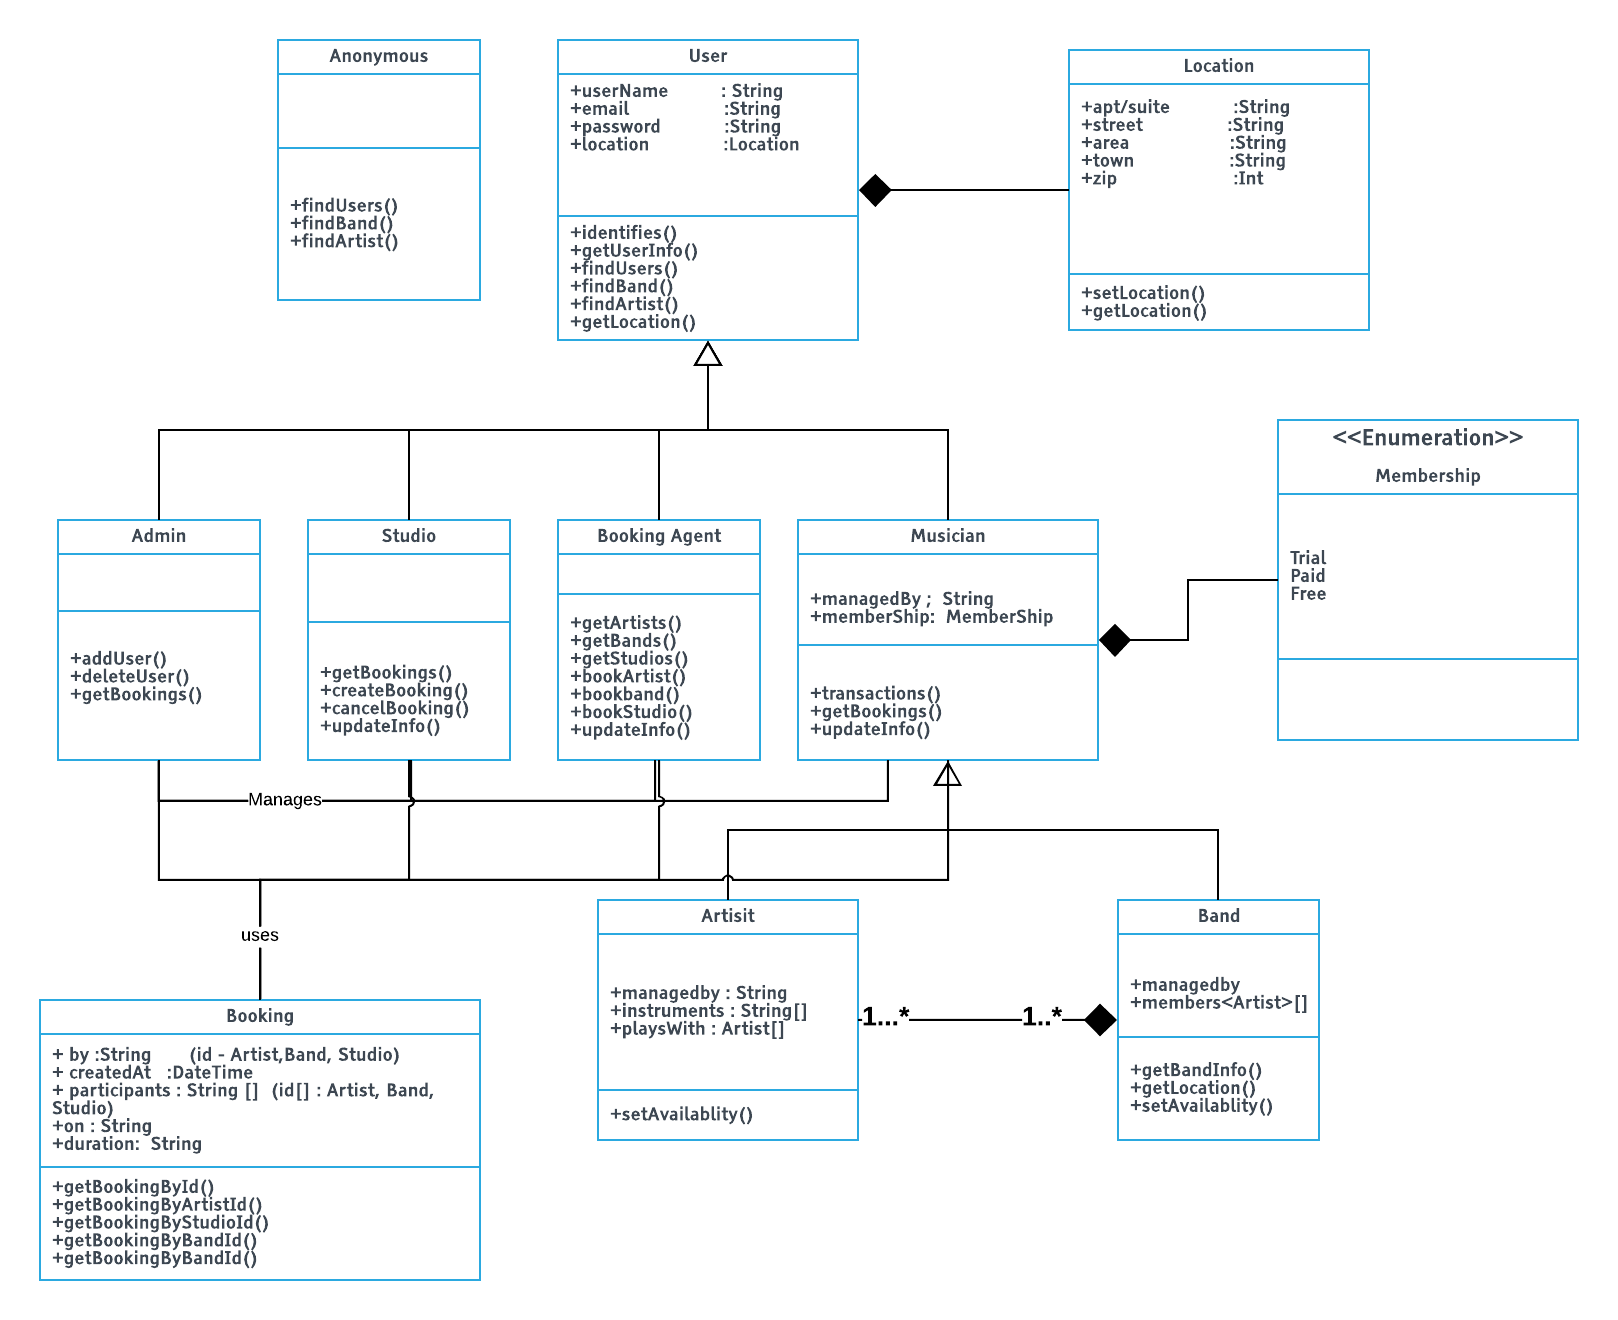 Anonymous
+findUsers()
+findBand()
+findArtist()
User
+userName : String
+email :String
+password :String
+location :Location
+identifies()
+getUserInfo()
+findUsers()
+findBand()
+findArtist()
+getLocation()
Location
+apt/suite :String
+street :String
+area :String
+town :String
+zip :Int
+setLocation()
+getLocation()
<<Enumeration>>
Membership
Trial
Paid
Free
Admin
+addUser()
+deleteUser()
+getBookings()
Studio
+getBookings()
+createBooking()
+cancelBooking()
+updateInfo()
Booking Agent
+getArtists()
+getBands()
+getStudios()
+bookArtist()
+bookband()
+bookStudio()
+updateInfo()
Musician
+managedBy ; String
+memberShip: MemberShip
+transactions()
+getBookings()
+updateInfo()
Manages
uses
Artisit
+managedby : String
+instruments : String[]
+playsWith : Artist[]
+setAvailablity()
1...*
1..*
Band
+managedby
+members<Artist>[]
+getBandInfo()
+getLocation()
+setAvailablity()
Booking
+ by :String (id - Artist,Band, Studio)
+ createdAt :DateTime
+ participants : String [] (id[] : Artist, Band,
Studio)
+on : String
+duration: String
+getBookingById()
+getBookingByArtistId()
+getBookingByStudioId()
+getBookingByBandId()
+getBookingByBandId()